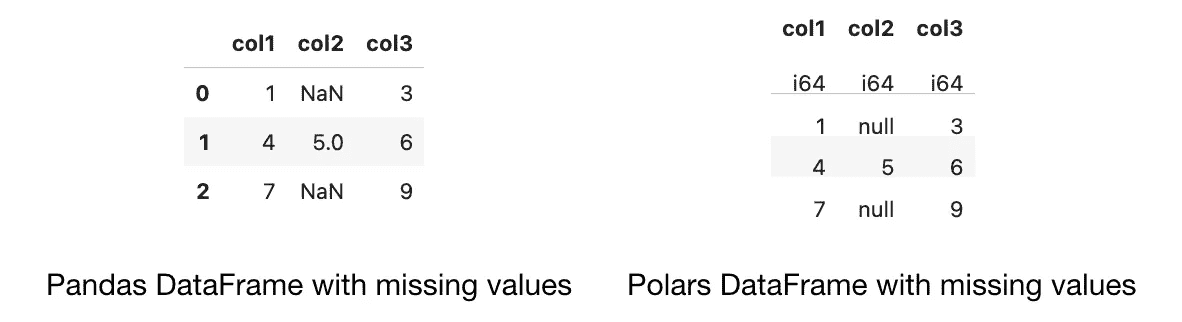 col1 col2 col3
0 1 NaN 3
1 4 5.0 6
2 7 NaN 9
Pandas DataFrame with missing values
col1 col2 col3
i64 i64 i64
1 null 3
4 5 6
7 null 9
Polars DataFrame with missing values